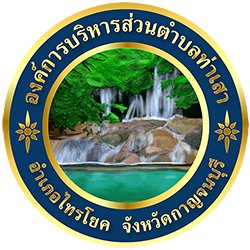 องค์การบริหารส่วนตำบลท่าเสา
อำเภอไทรโยค จังหวัดกาญจนบุรี